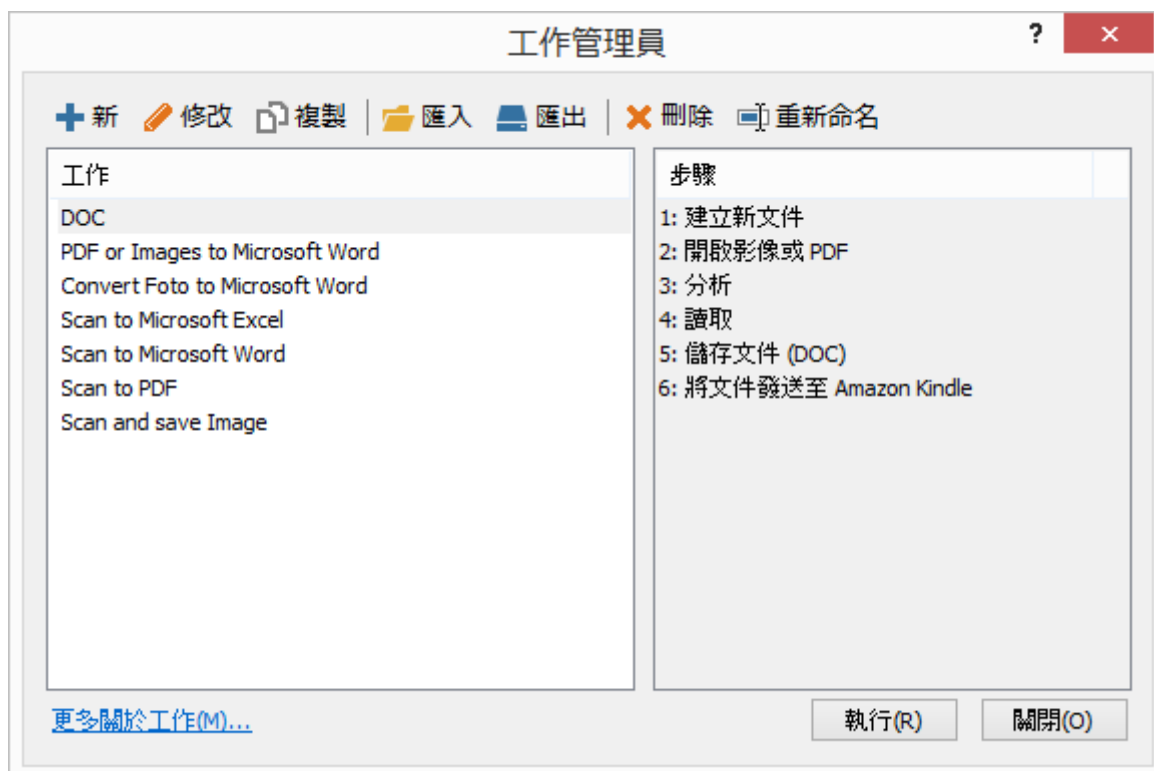 工作管理員
?
新 修改 複製 匯入 匯出 刪除 重新命名
工作
DOC
PDF or Images to Microsoft Word
Convert Foto to Microsoft Word
Scan to Microsoft Excel
Scan to Microsoft Word
Scan to PDF
Scan and save Image
步驟
1: 建立新文件
2: 開啟影像或 PDF
3: 分析
4: 讀取
5: 儲存文件 (DOC)
6: 將文件發送至 Amazon Kindle
更多關於工作(M)...
執行(R)
關閉(O)